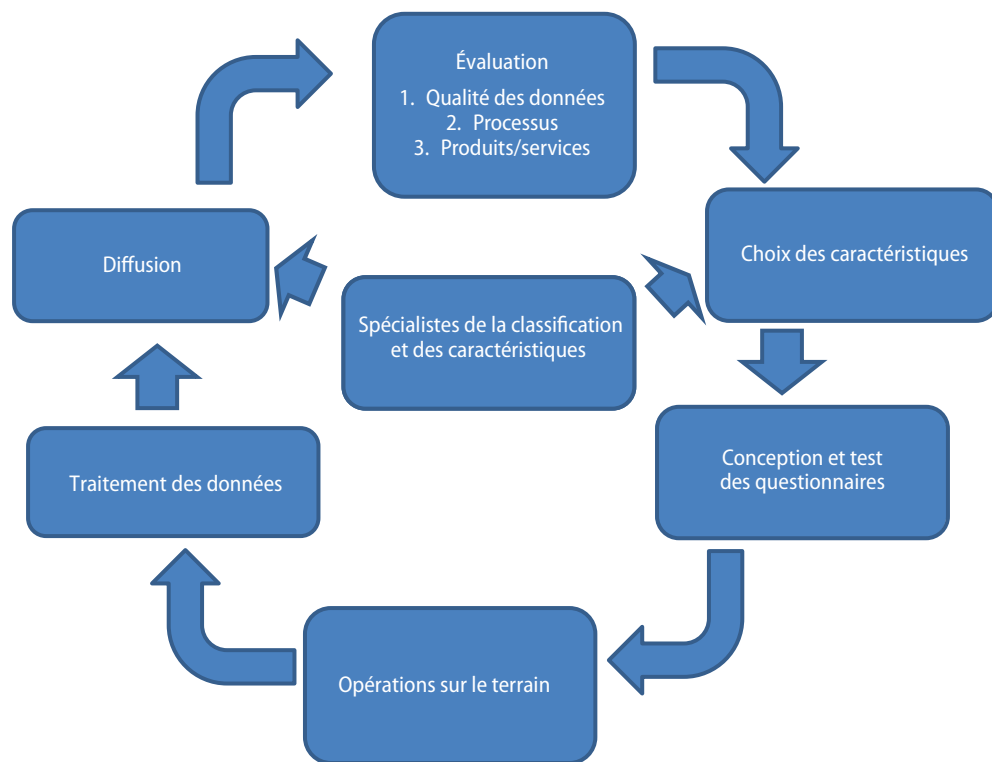 Évaluation
1. Qualité des données
2. Processus
3. Produits/services
Choix des caractéristiques
Diffusion
Spécialistes de la classification
et des caractéristiques
Conception et test
des questionnaires
Traitement des données
Opérations sur le terrain